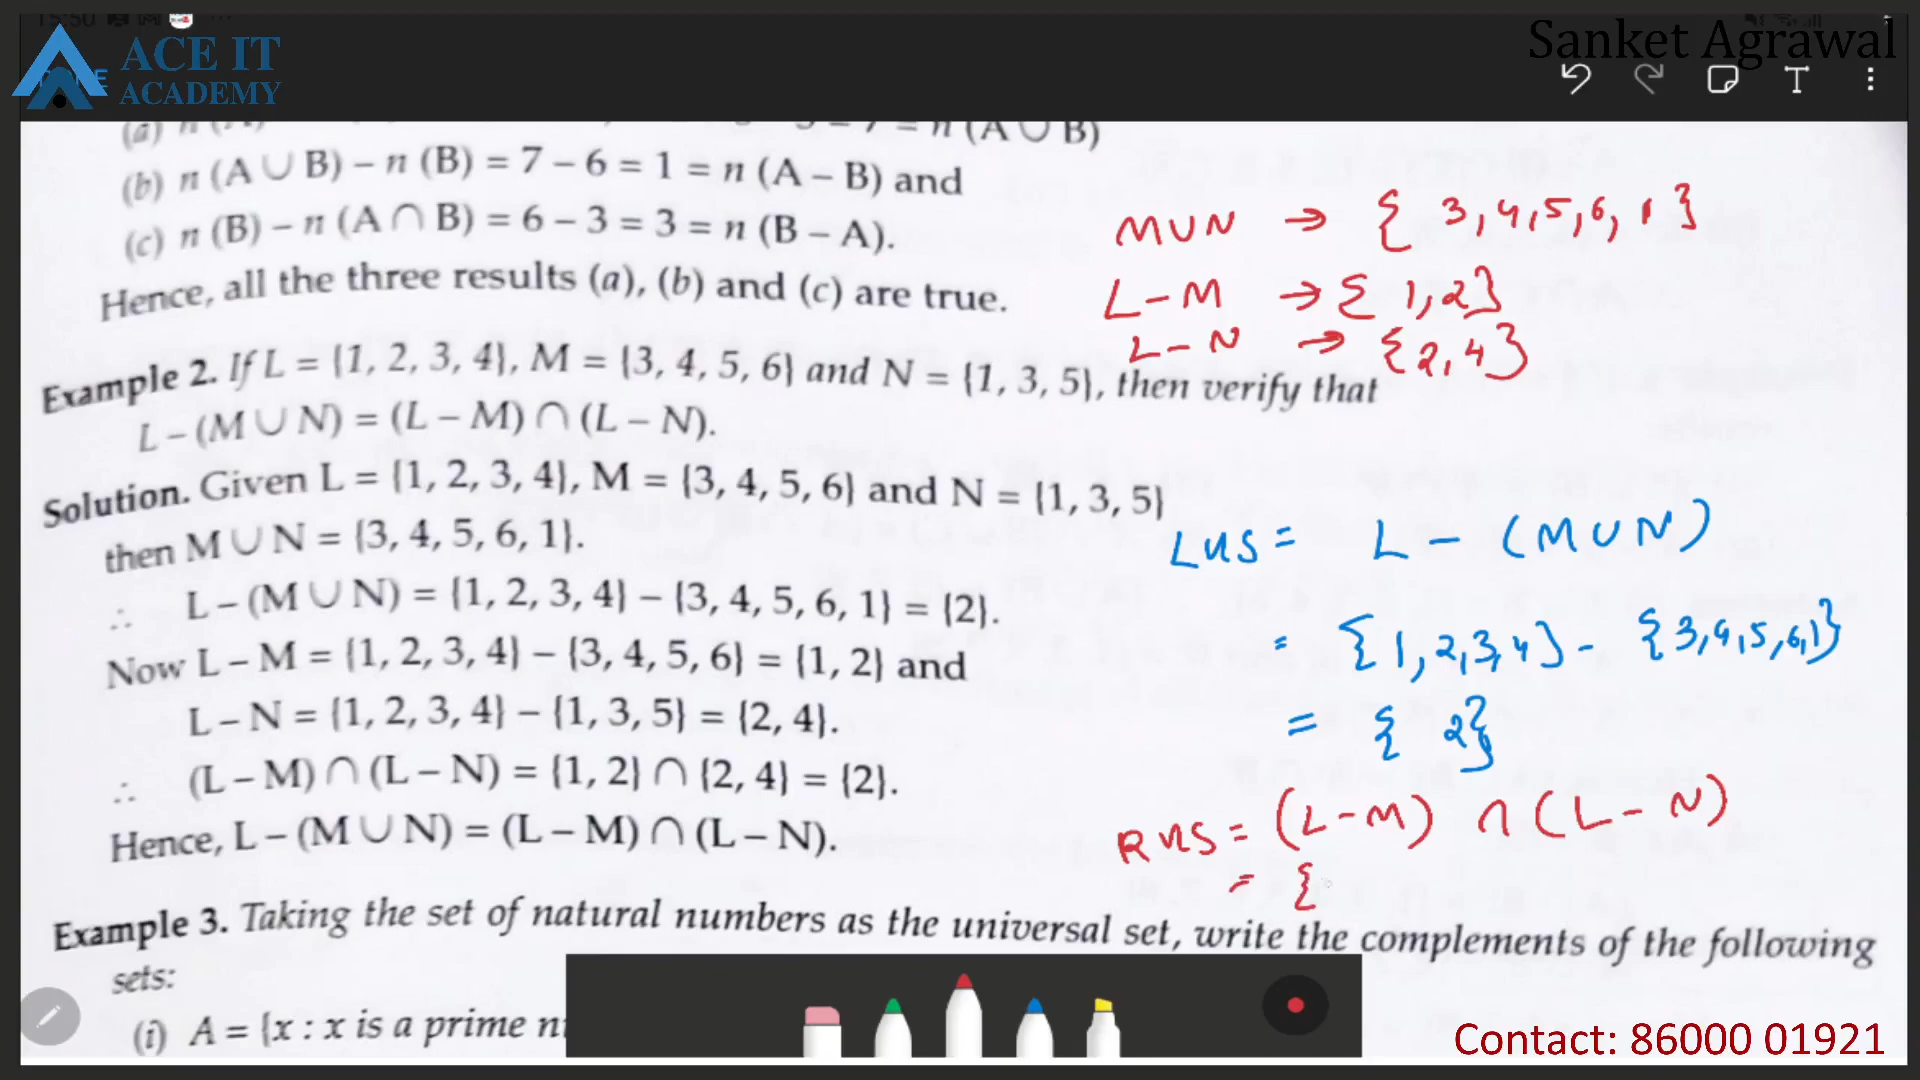 15:50
ACE IT
ACADEMY
Sanket Agrawal
T
= n (A ∪ B)
(b) n (A ∪ B) – n (B) = 7 – 6 = 1 = n (A – B) and
(c) n (B) – n (A ∩ B) = 6 – 3 = 3 = n (B – A).
Hence, all the three results (a), (b) and (c) are true.
M∪N → { 3,4,5,6,1}
L–M → { 1,2}
L–N → {2,4}
Example 2. If L = {1, 2, 3, 4}, M = {3, 4, 5, 6} and N = {1, 3, 5}, then verify that
L – (M ∪ N) = (L – M) ∩ (L – N).
Solution. Given L = {1, 2, 3, 4}, M = {3, 4, 5, 6} and N = {1, 3, 5}
then M ∪ N = {3, 4, 5, 6, 1}.
∴ L – (M ∪ N) = {1, 2, 3, 4} – {3, 4, 5, 6, 1} = {2}.
Now L – M = {1, 2, 3, 4} – {3, 4, 5, 6} = {1, 2} and
L – N = {1, 2, 3, 4} – {1, 3, 5} = {2, 4}.
∴ (L – M) ∩ (L – N) = {1, 2} ∩ {2, 4} = {2}.
Hence, L – (M ∪ N) = (L – M) ∩ (L – N).
LHS = L – (M∪N)
= {1,2,3,4} – {3,4,5,6,1}
= { 2}
RHS = (L–M) ∩ (L–N)
= {
Example 3. Taking the set of natural numbers as the universal set, write the complements of the following
sets:
(i) A = {x : x is a prime
Contact: 86000 01921